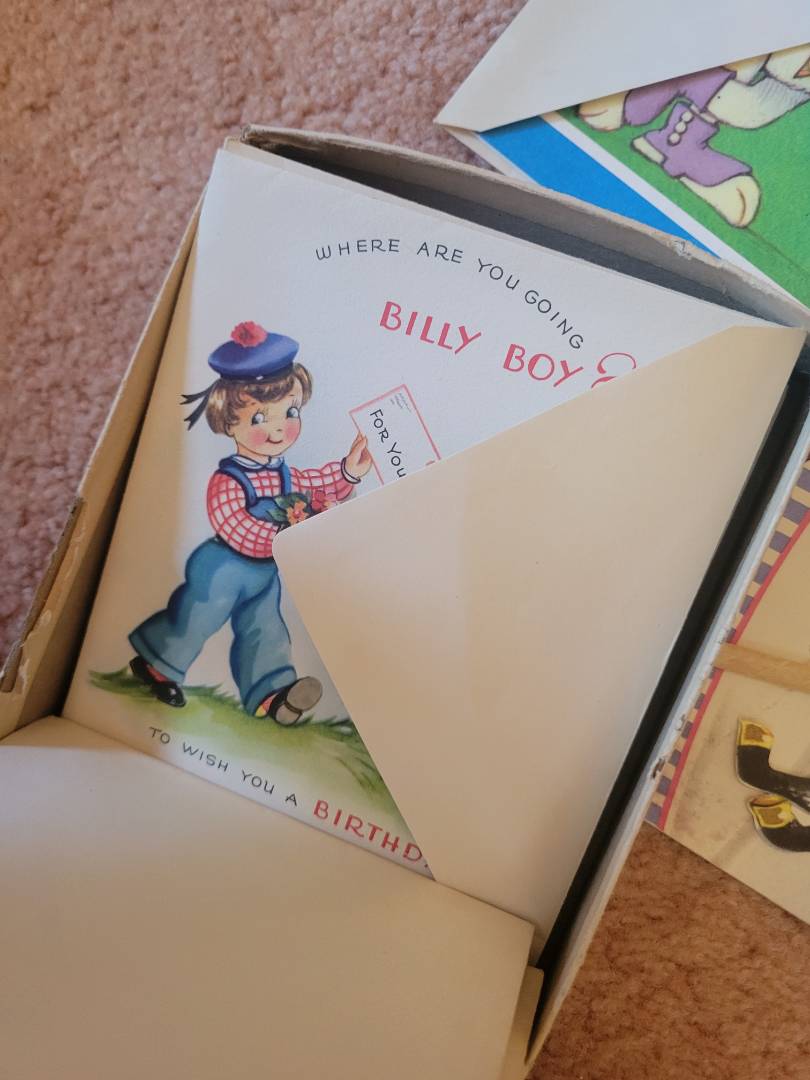 WHERE ARE YOU GOING
BILLY BOY
FOR YOU
TO WISH YOU A BIRTHD